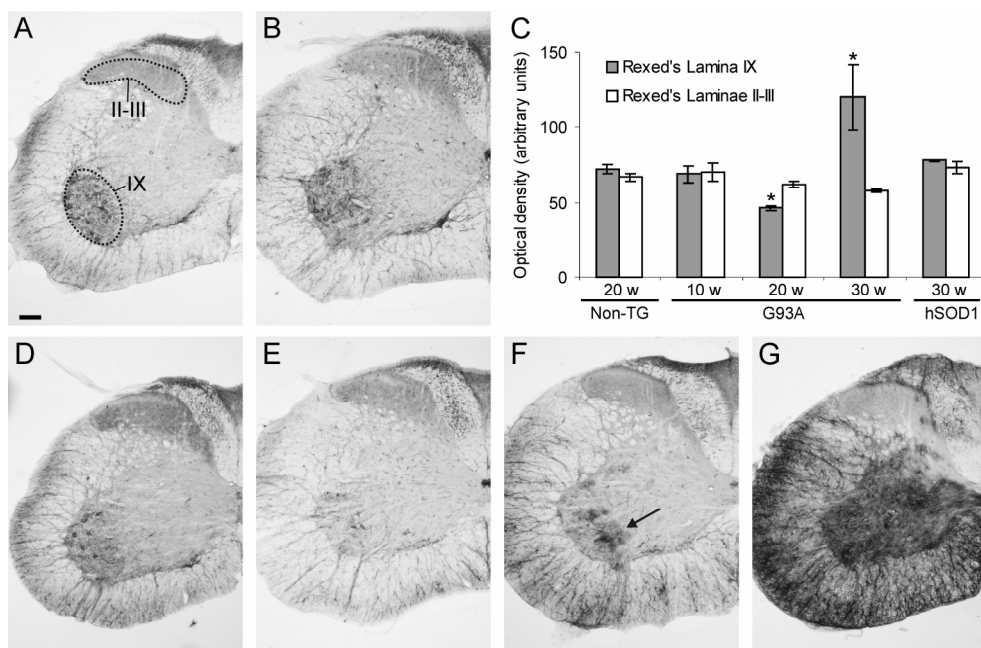 A
II-III
IX
B
C
Optical density (arbitrary units)
150
100
50
0
Rexed's Lamina IX
Rexed's Laminae II-III
*
*
20 w
10 w
20 w
30 w
30 w
Non-TG
G93A
hSOD1
D
E
F
G